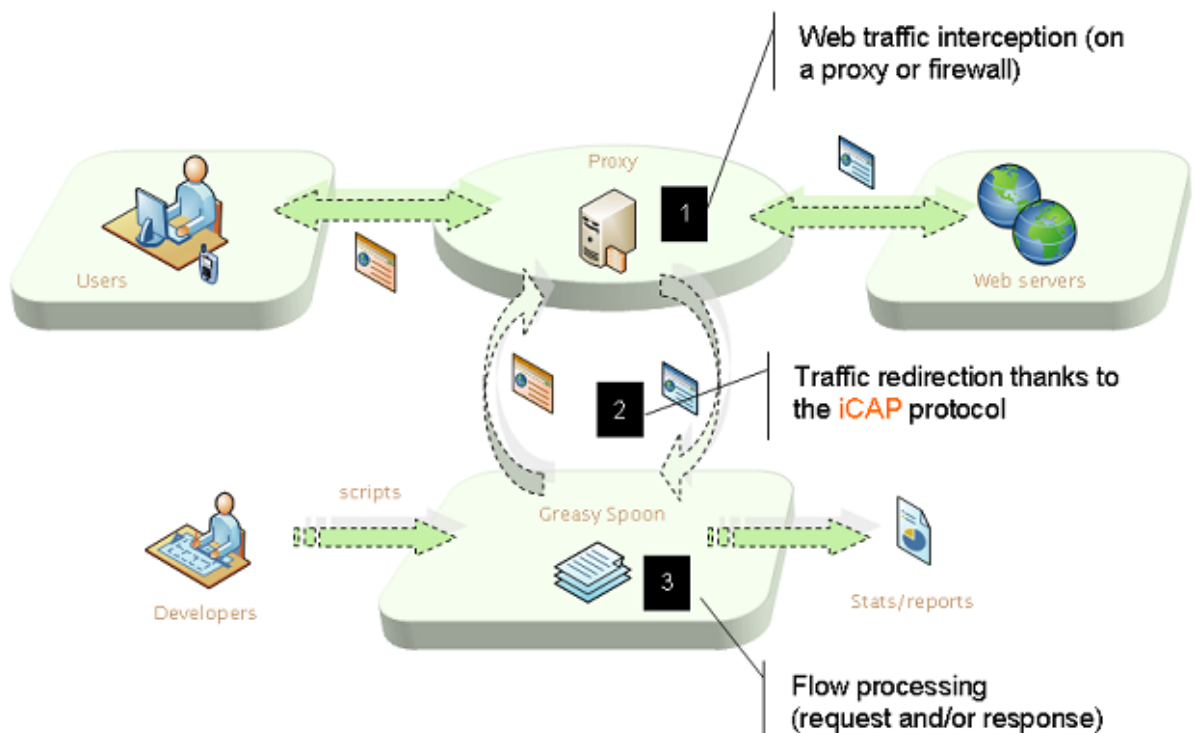 Web traffic interception (on
a proxy or firewall)
Proxy
1
Users
Web servers
2
Traffic redirection thanks to
the iCAP protocol
scripts
Greasy Spoon
3
Developers
Stats/reports
Flow processing
(request and/or response)